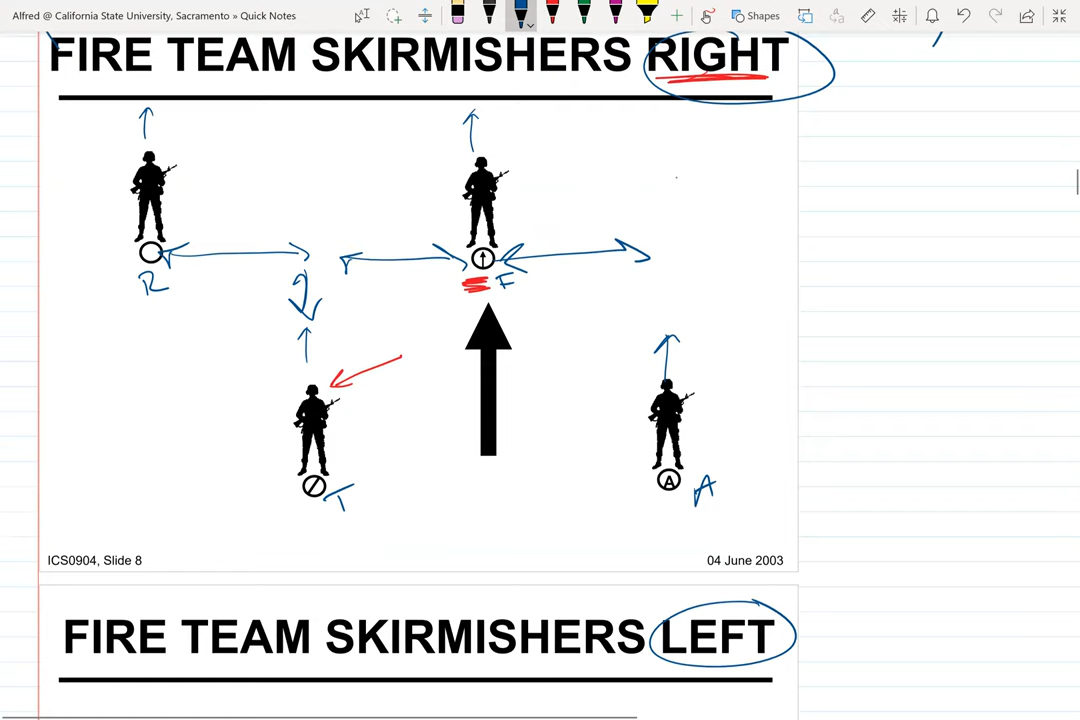 Alfred @ California State University, Sacramento » Quick Notes
Shapes
FIRE TEAM SKIRMISHERS RIGHT
R
F
T
A
A
ICS0904, Slide 8
04 June 2003
FIRE TEAM SKIRMISHERS LEFT